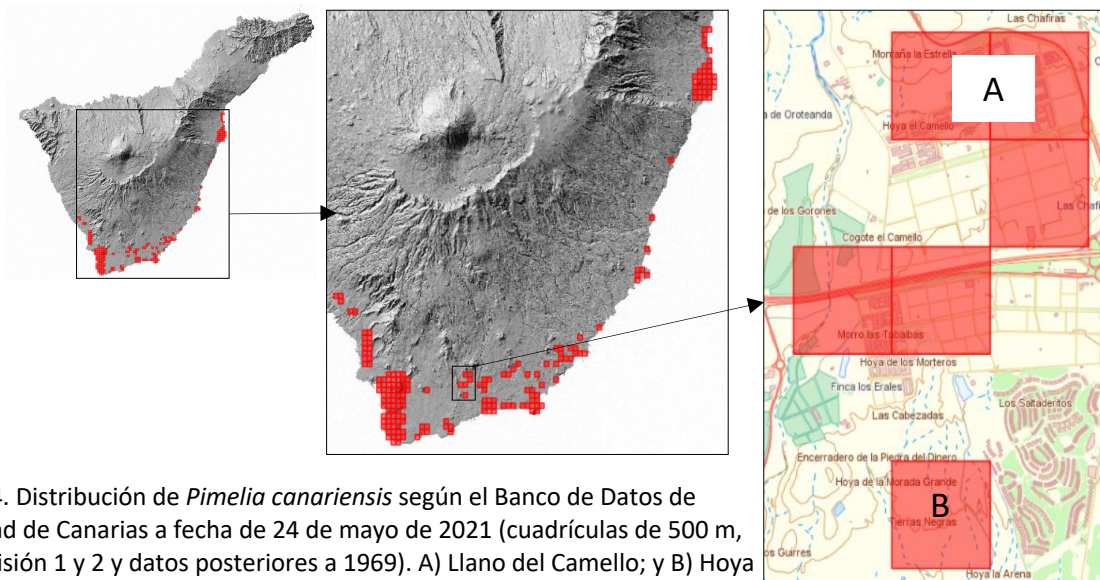 Las Chafiras
Montaña la Estrella
A
a de Oroteanda
Hoya el Camello
de los Gorones
Las Chafi
Cogote el Camello
Morro las Tabaibas
Hoya de los Morteros
Finca los Erales
Los Saltaderitos
Las Cabezadas
Encerradero de la Piedra del Dinero
Hoya de la Morada Grande
B
Tierras Negras
os Guirres
Hoya la Arena
4. Distribución de Pimelia canariensis según el Banco de Datos de
ad de Canarias a fecha de 24 de mayo de 2021 (cuadrículas de 500 m,
isión 1 y 2 y datos posteriores a 1969). A) Llano del Camello; y B) Hoya